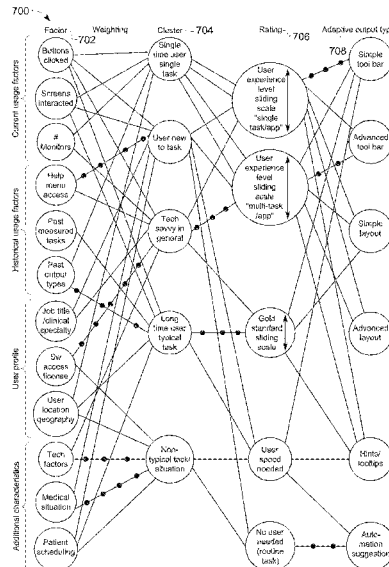 700
Factor
Weighting
Cluster
Rating
Adaptive output type
702
704
706
708
Current usage factors
Historical usage factors
User profile
Additional characteristics
Buttons
clicked
Screens
interacted
#
Monitors
Help
menu
access
Past
measured
tasks
Past
output
types
Job title
/clinical
specialty
SW
access
/license
User
location
geography
Tech
factors
Medical
situation
Patient
scheduling
Single
time user
single
task
User new
to task
Tech
savvy in
general
Long
time user
typical
task
Non-
typical task/
situation
User
experience
level
sliding
scale
"single
task/app"
User
experience
level
sliding
scale
"multi-task
/app"
Gold
standard
sliding
scale
User
speed
needed
No user
needed
(routine
task)
Simple
tool bar
Advanced
tool bar
Simple
layout
Advanced
layout
Hints/
tooltips
Auto-
mation
suggestion